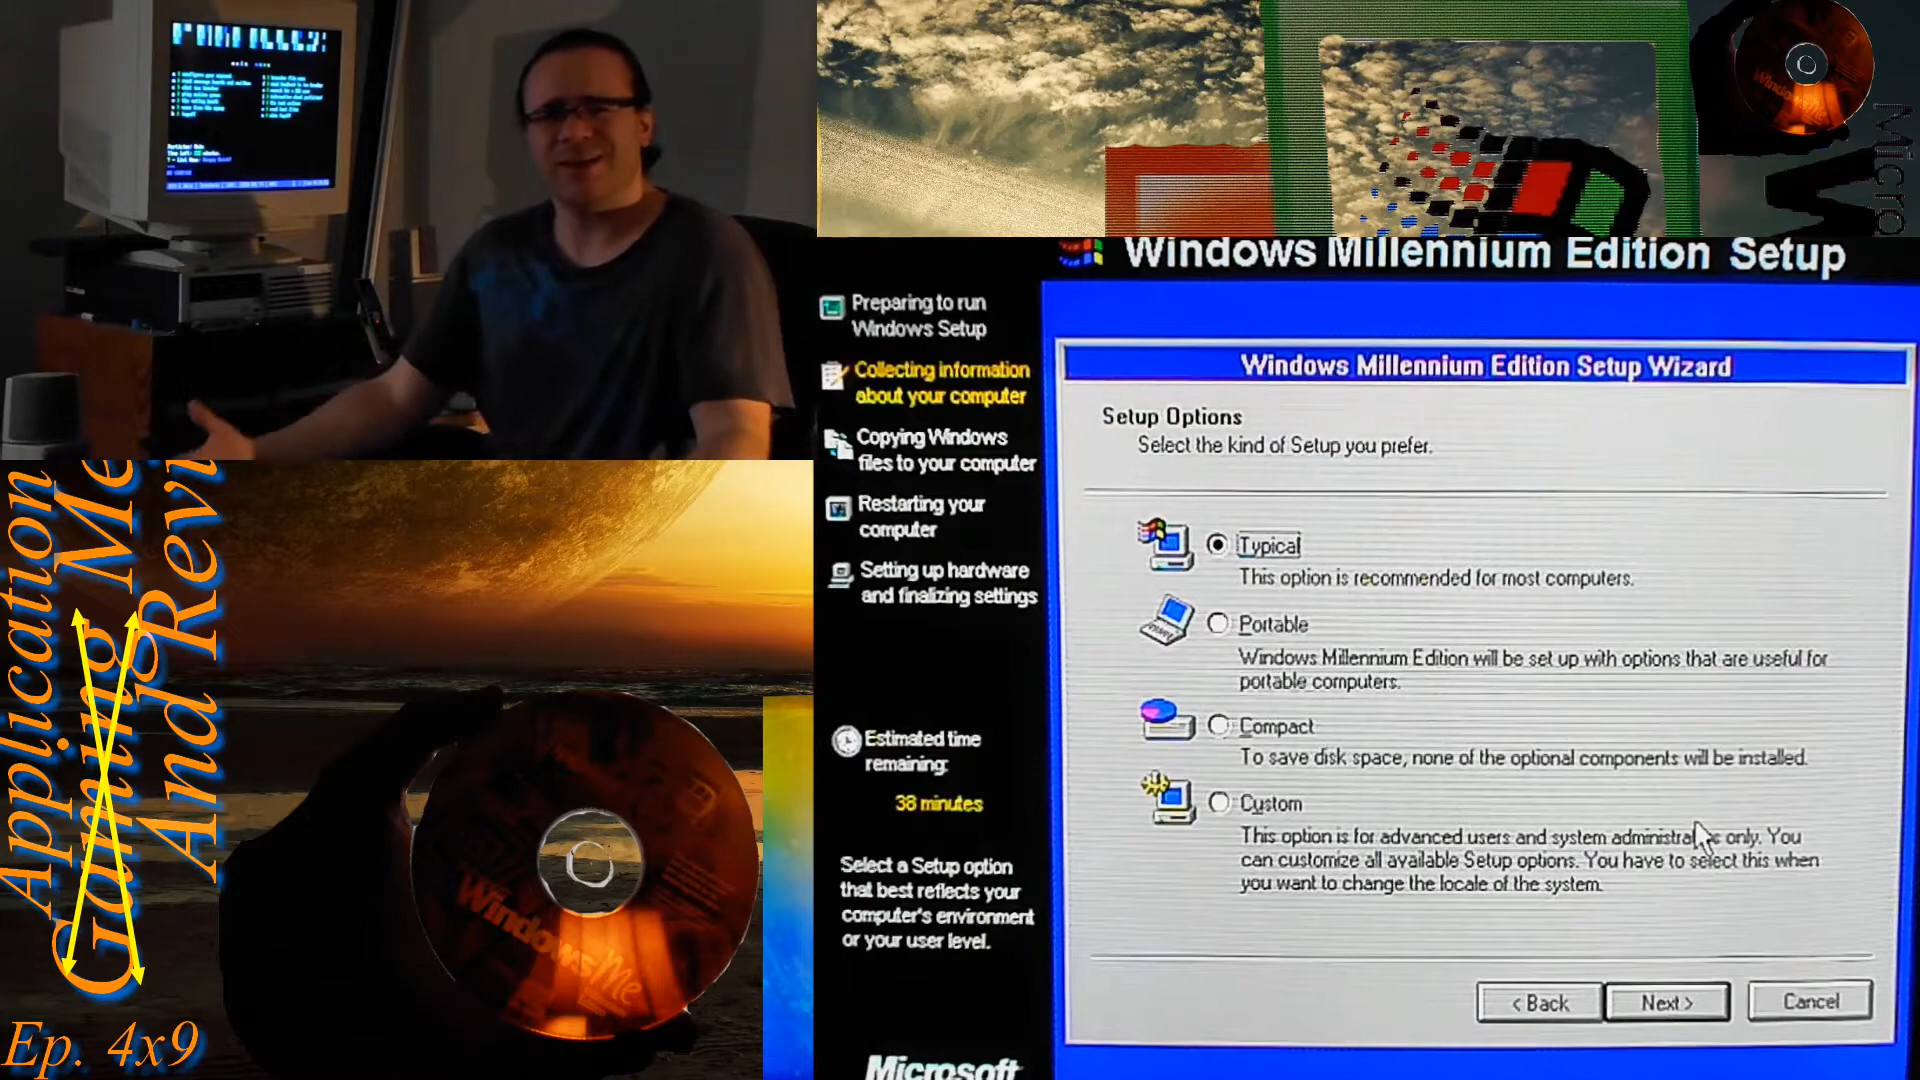 Windows Millennium Edition Setup
Preparing to run
Windows Setup
Collecting information
about your computer
Copying Windows
files to your computer
Restarting your
computer
Setting up hardware
and finalizing settings
Estimated time
remaining:
38 minutes
Select a Setup option
that best reflects your
computer's environment
or your user level.
Microsoft
Windows Millennium Edition Setup Wizard
Setup Options
Select the kind of Setup you prefer.
Typical
This option is recommended for most computers.
Portable
Windows Millennium Edition will be set up with options that are useful for
portable computers.
Compact
To save disk space, none of the optional components will be installed.
Custom
This option is for advanced users and system administrators only. You
can customize all available Setup options. You have to select this when
you want to change the locale of the system.
< Back
Next >
Cancel
Application
Gaming Me
And Revi
Ep. 4x9
Windows Me
Windows
Micro
W
main menu